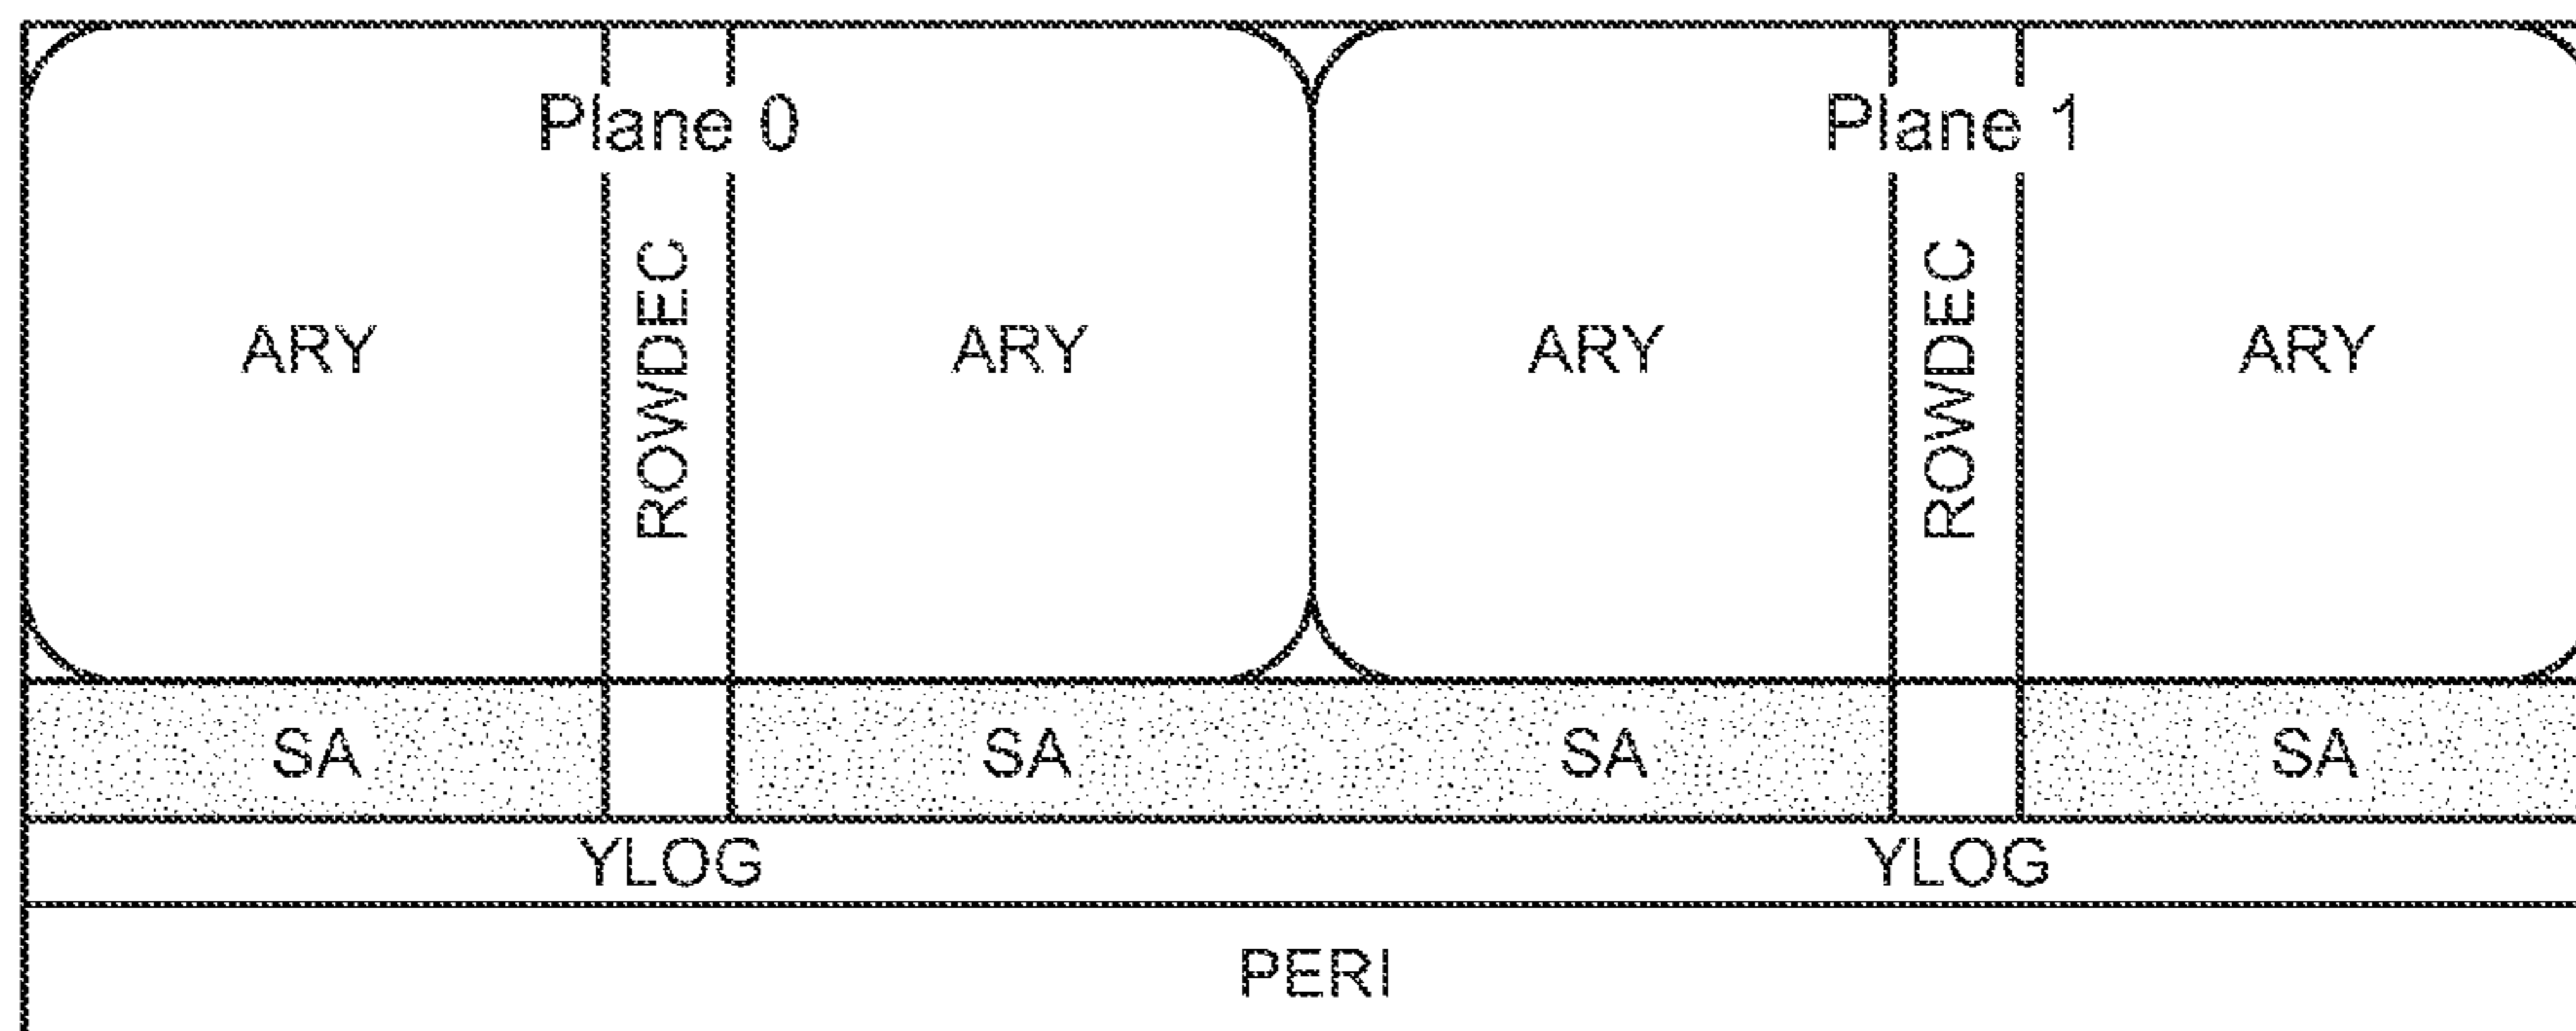 Plane 0
Plane 1
ARY
ROWDEC
ARY
ARY
ROWDEC
ARY
SA
SA
SA
SA
YLOG
YLOG
PERI